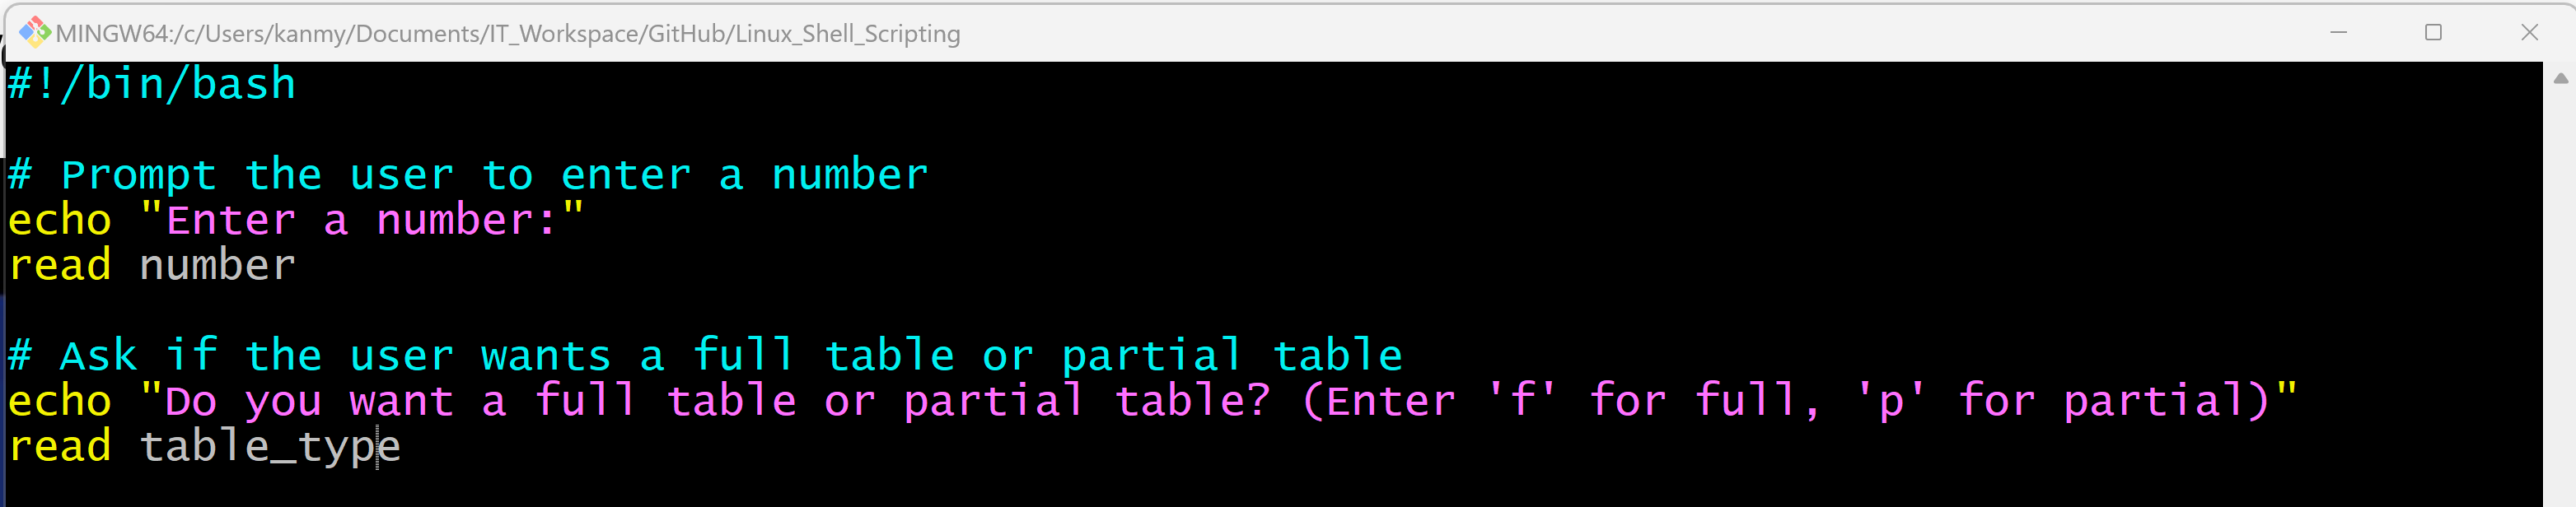 MINGW64:/c/Users/kanmy/Documents/IT_Workspace/GitHub/Linux_Shell_Scripting
#!/bin/bash
# Prompt the user to enter a number
echo "Enter a number:"
read number
# Ask if the user wants a full table or partial table
echo "Do you want a full table or partial table? (Enter 'f' for full, 'p' for partial)"
read table_type